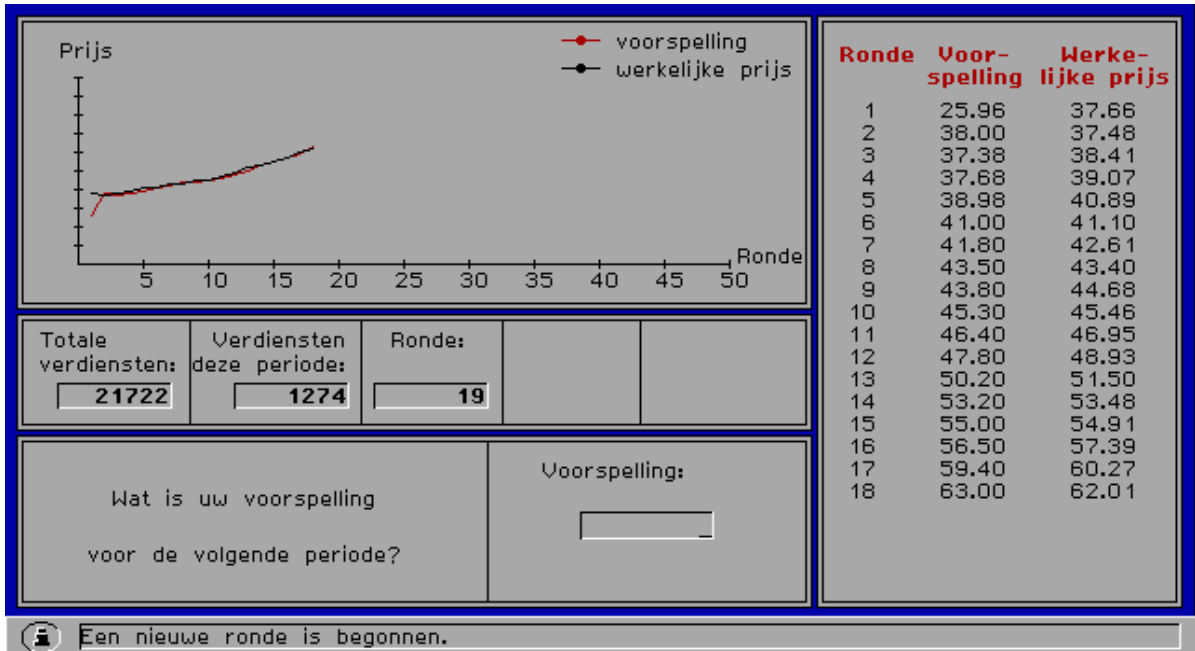 Prijs
voorspelling
werkelijke prijs
Ronde
5 10 15 20 25 30 35 40 45 50
Totale verdiensten:
21722
Verdiensten deze periode:
1274
Ronde:
19
Wat is uw voorspelling
voor de volgende periode?
Voorspelling:
_
Ronde Voor- Werke-
spelling lijke prijs
1 25.96 37.66
2 38.00 37.48
3 37.38 38.41
4 37.68 39.07
5 38.98 40.89
6 41.00 41.10
7 41.80 42.61
8 43.50 43.40
9 43.80 44.68
10 45.30 45.46
11 46.40 46.95
12 47.80 48.93
13 50.20 51.50
14 53.20 53.48
15 55.00 54.91
16 56.50 57.39
17 59.40 60.27
18 63.00 62.01
Een nieuwe ronde is begonnen.